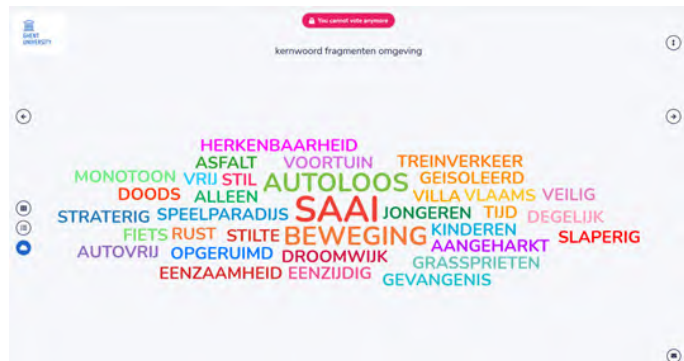 GHENT
UNIVERSITY
You cannot vote anymore
kernwoord fragmenten omgeving
HERKENBAARHEID
ASFALT VOORTUIN TREINVERKEER
MONOTOON VRIJ STIL AUTOLOOS GEISOLEERD
DOODS ALLEEN VILLA VLAAMS VEILIG
STRATERIG SPEELPARADIJS SAAI JONGEREN TIJD DEGELIJK
FIETS RUST STILTE BEWEGING KINDEREN SLAPERIG
AUTOVRIJ OPGERUIMD DROOMWIJK AANGEHARKT
EENZAAMHEID EENZIJDIG GRASSPRIETEN
GEVANGENIS